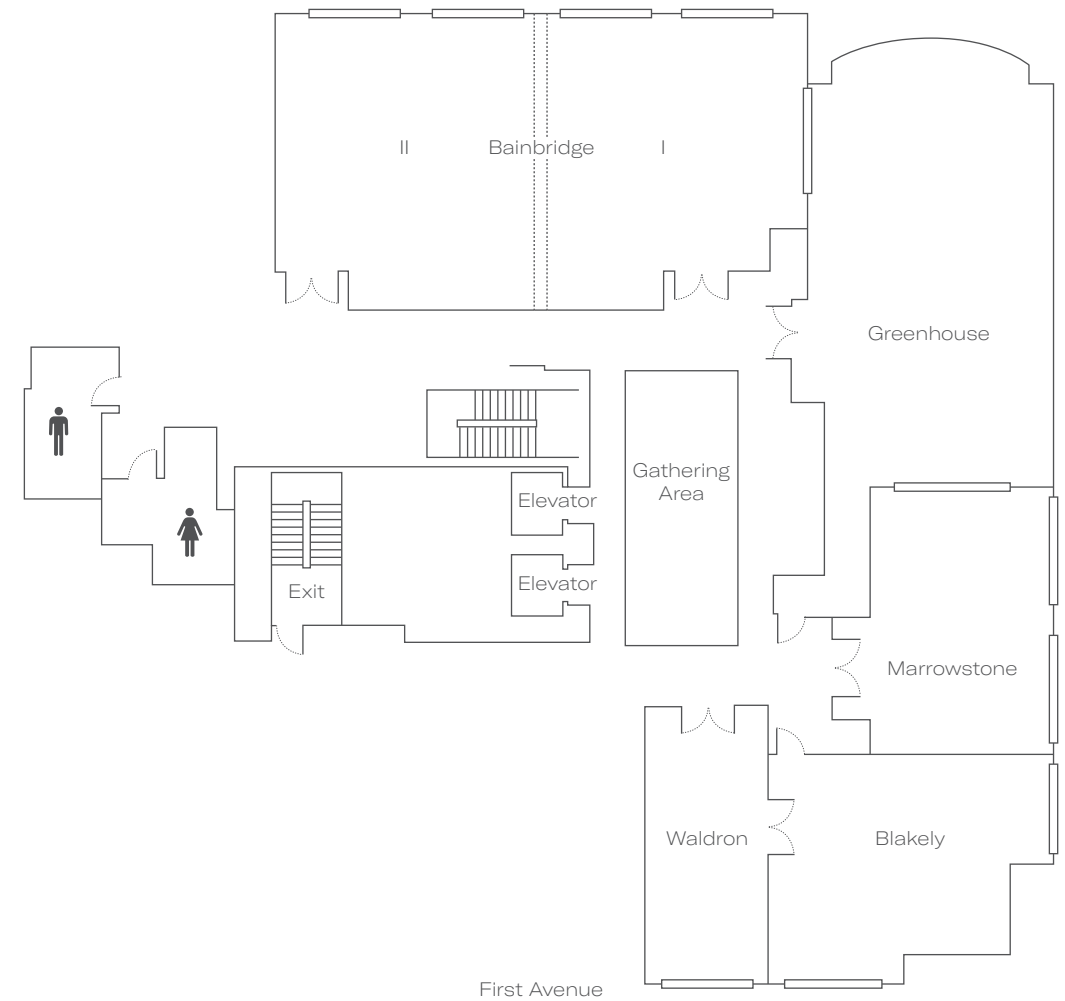 II Bainbridge I
Greenhouse
Gathering
Area
Elevator
Elevator
Exit
Marrowstone
Waldron
Blakely
First Avenue